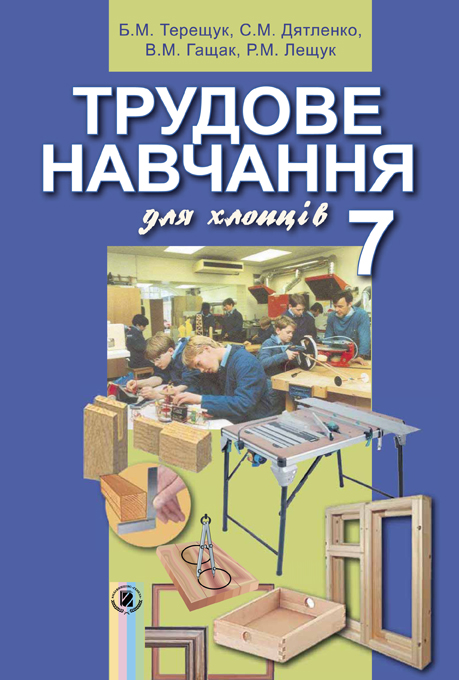 Б.М. Терещук, С.М. Дятленко,
В.М. Гащак, Р.М. Лещук
ТРУДОВЕ
НАВЧАННЯ
для хлопців 7